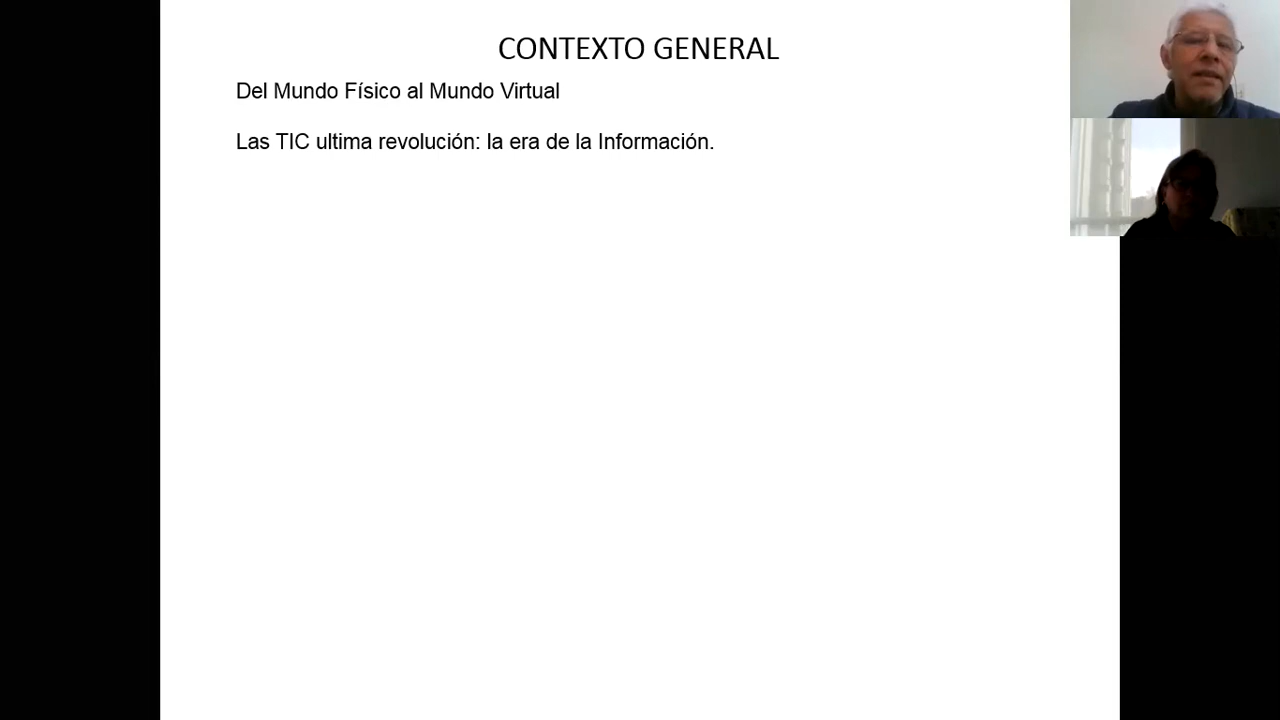 CONTEXTO GENERAL
Del Mundo Físico al Mundo Virtual
Las TIC ultima revolución: la era de la Información.